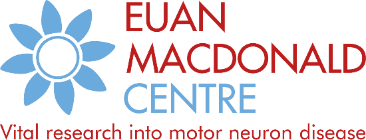 EUAN
MACDONALD
CENTRE
Vital research into motor neuron disease